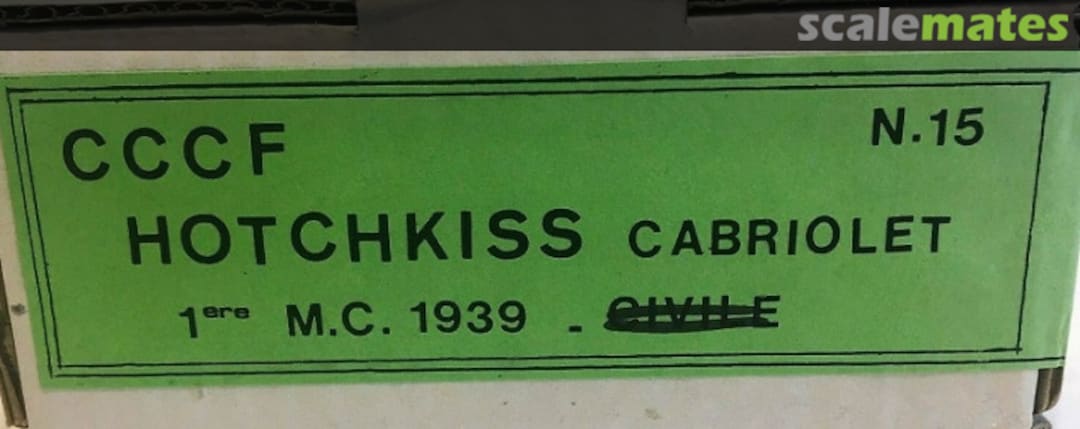 scalemates
CCCF
N.15
HOTCHKISS CABRIOLET
1ere M.C. 1939 - CIVILE